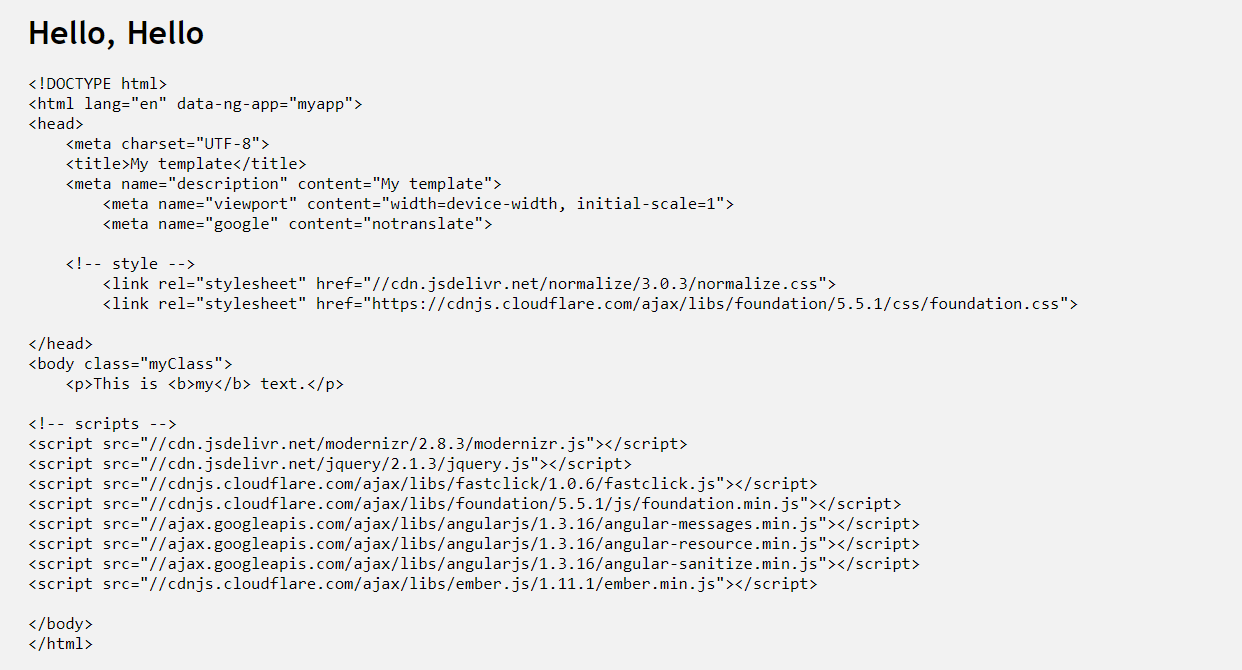 Hello, Hello
<!DOCTYPE html>
<html lang="en" data-ng-app="myapp">
<head>
    <meta charset="UTF-8">
    <title>My template</title>
    <meta name="description" content="My template">
        <meta name="viewport" content="width=device-width, initial-scale=1">
        <meta name="google" content="notranslate">
    <!-- style -->
        <link rel="stylesheet" href="//cdn.jsdelivr.net/normalize/3.0.3/normalize.css">
        <link rel="stylesheet" href="https://cdnjs.cloudflare.com/ajax/libs/foundation/5.5.1/css/foundation.css">
</head>
<body class="myClass">
    <p>This is <b>my</b> text.</p>
<!-- scripts -->
<script src="//cdn.jsdelivr.net/modernizr/2.8.3/modernizr.js"></script>
<script src="//cdn.jsdelivr.net/jquery/2.1.3/jquery.js"></script>
<script src="//cdnjs.cloudflare.com/ajax/libs/fastclick/1.0.6/fastclick.js"></script>
<script src="//cdnjs.cloudflare.com/ajax/libs/foundation/5.5.1/js/foundation.min.js"></script>
<script src="//ajax.googleapis.com/ajax/libs/angularjs/1.3.16/angular-messages.min.js"></script>
<script src="//ajax.googleapis.com/ajax/libs/angularjs/1.3.16/angular-resource.min.js"></script>
<script src="//ajax.googleapis.com/ajax/libs/angularjs/1.3.16/angular-sanitize.min.js"></script>
<script src="//cdnjs.cloudflare.com/ajax/libs/ember.js/1.11.1/ember.min.js"></script>
</body>
</html>